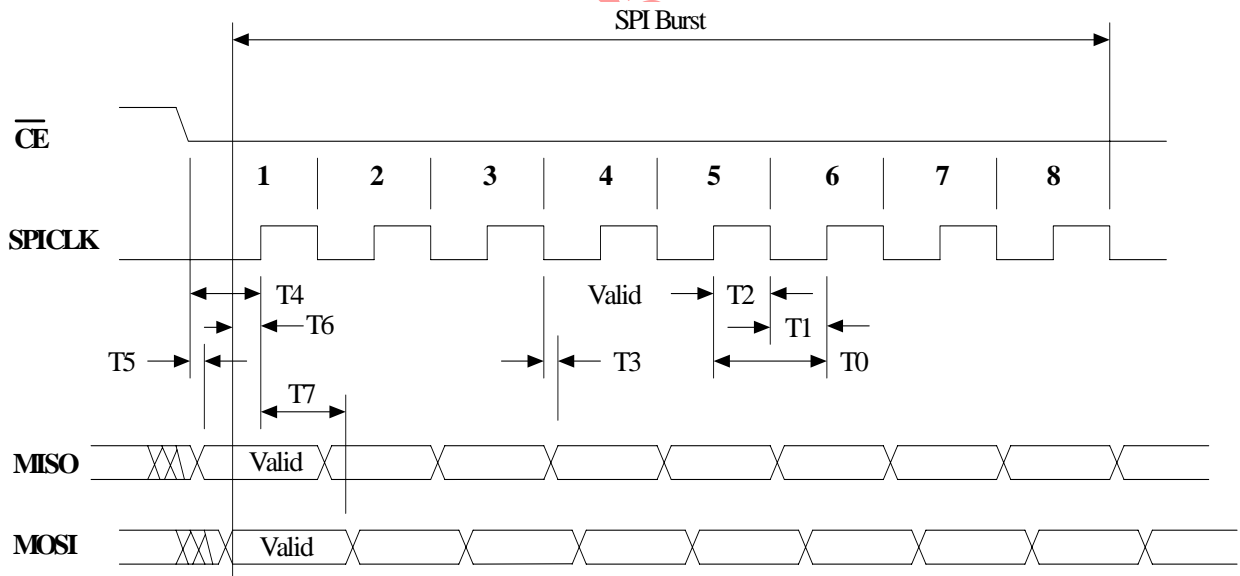 SPI Burst
CE
1 2 3 4 5 6 7 8
SPICLK
T4 Valid T2
T6 T1
T5 T3 T0
T7
MISO Valid
MOSI Valid